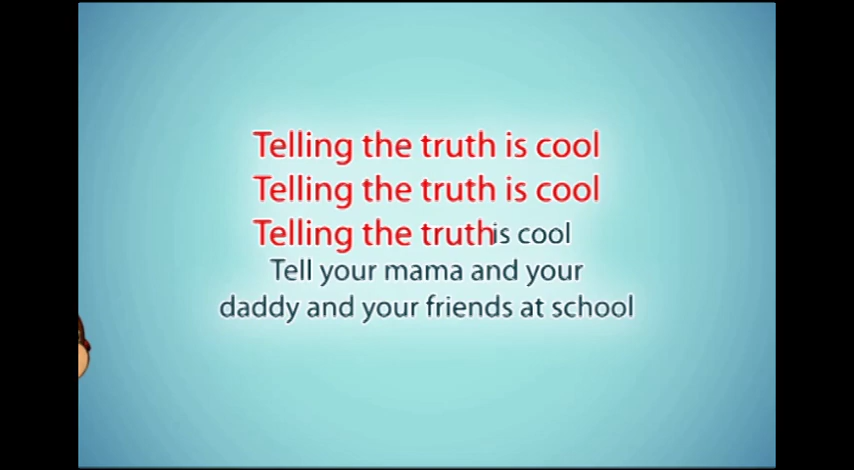 Telling the truth is cool
Telling the truth is cool
Telling the truth is cool
Tell your mama and your
daddy and your friends at school